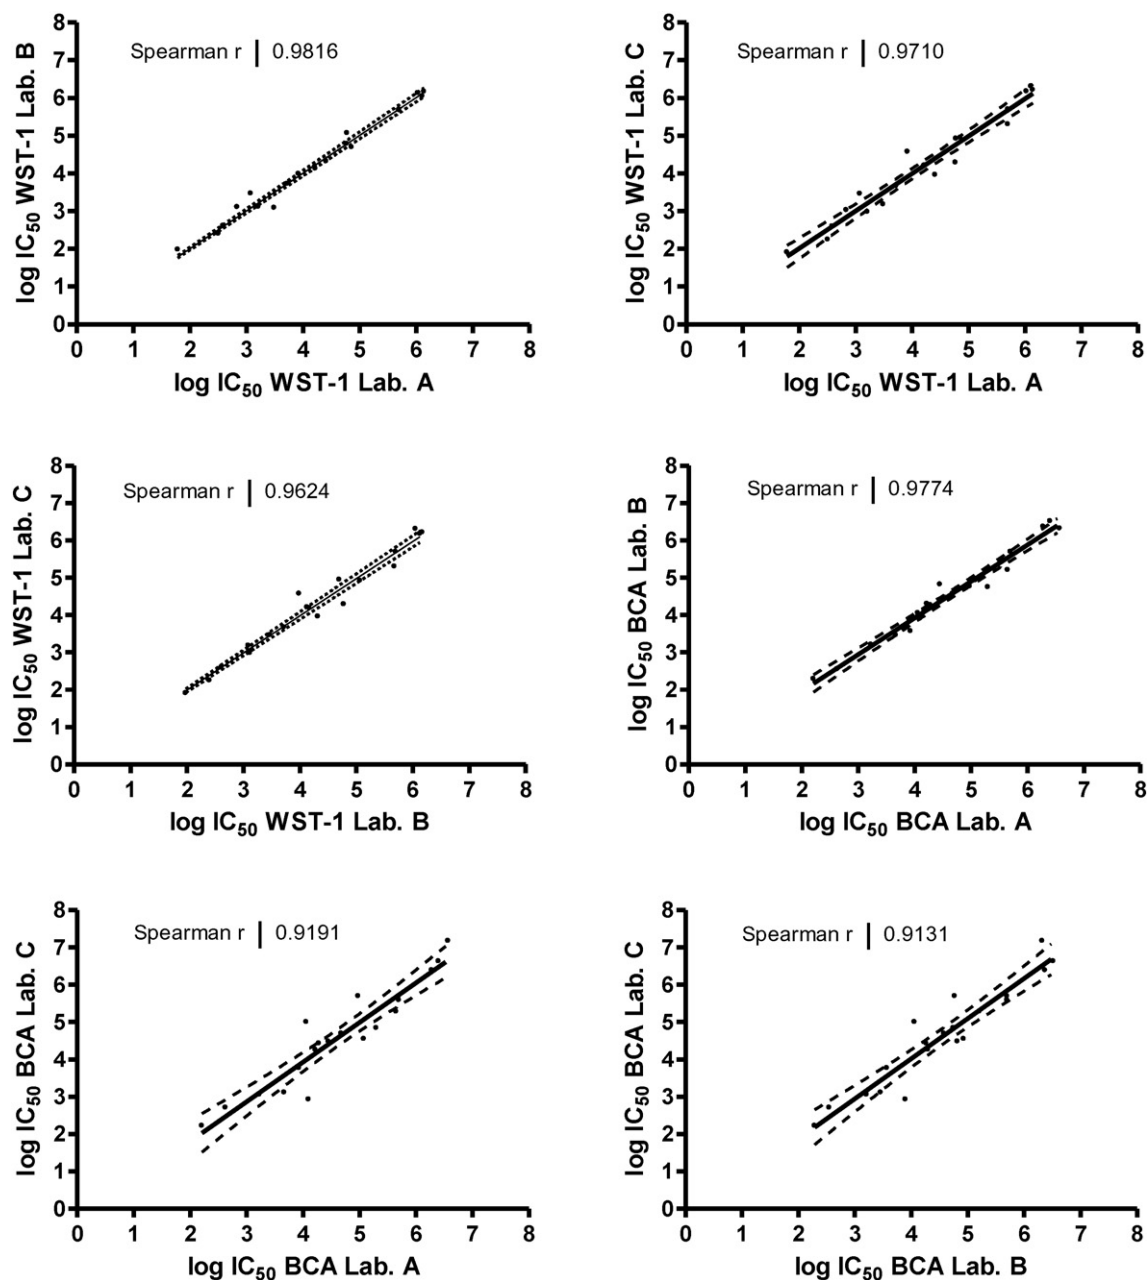 Spearman r | 0.9816
log IC50 WST-1 Lab. B
8
7
6
5
4
3
2
1
0
0 1 2 3 4 5 6 7 8
log IC50 WST-1 Lab. A
Spearman r | 0.9710
log IC50 WST-1 Lab. C
8
7
6
5
4
3
2
1
0
0 1 2 3 4 5 6 7 8
log IC50 WST-1 Lab. A
Spearman r | 0.9624
log IC50 WST-1 Lab. C
8
7
6
5
4
3
2
1
0
0 1 2 3 4 5 6 7 8
log IC50 WST-1 Lab. B
Spearman r | 0.9774
log IC50 BCA Lab. B
8
7
6
5
4
3
2
1
0
0 1 2 3 4 5 6 7 8
log IC50 BCA Lab. A
Spearman r | 0.9191
log IC50 BCA Lab. C
8
7
6
5
4
3
2
1
0
0 1 2 3 4 5 6 7 8
log IC50 BCA Lab. A
Spearman r | 0.9131
log IC50 BCA Lab. C
8
7
6
5
4
3
2
1
0
0 1 2 3 4 5 6 7 8
log IC50 BCA Lab. B